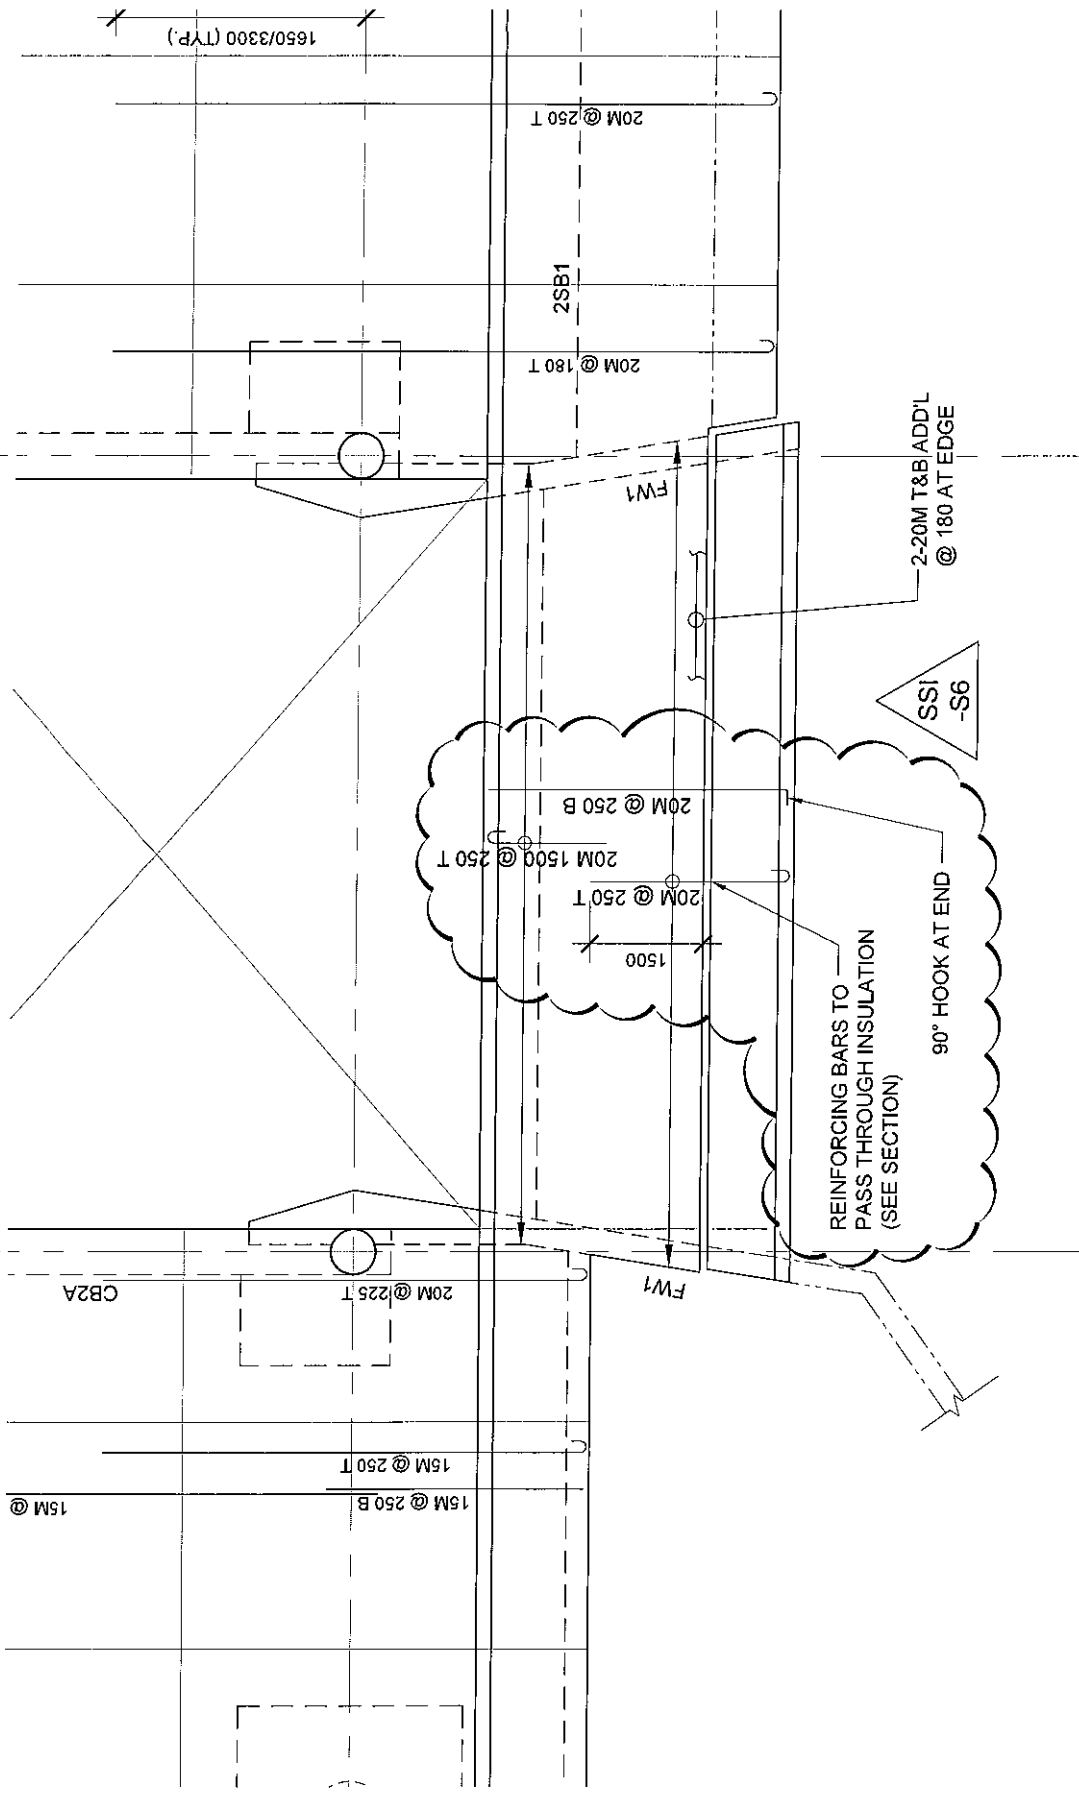 1650/3300 (TYP.)
20M @ 250 T
2SB1
20M @ 180 T
FW1
2-20M T&B ADD'L
@ 180 AT EDGE
SSI
-S6
20M @ 250 B
20M 1500 @ 250 T
20M @ 250 T
1500
REINFORCING BARS TO
PASS THROUGH INSULATION
(SEE SECTION)
90° HOOK AT END
CB2A
20M @ 225 T
FW1
15M @ 250 T
15M @ 250 B
15M @